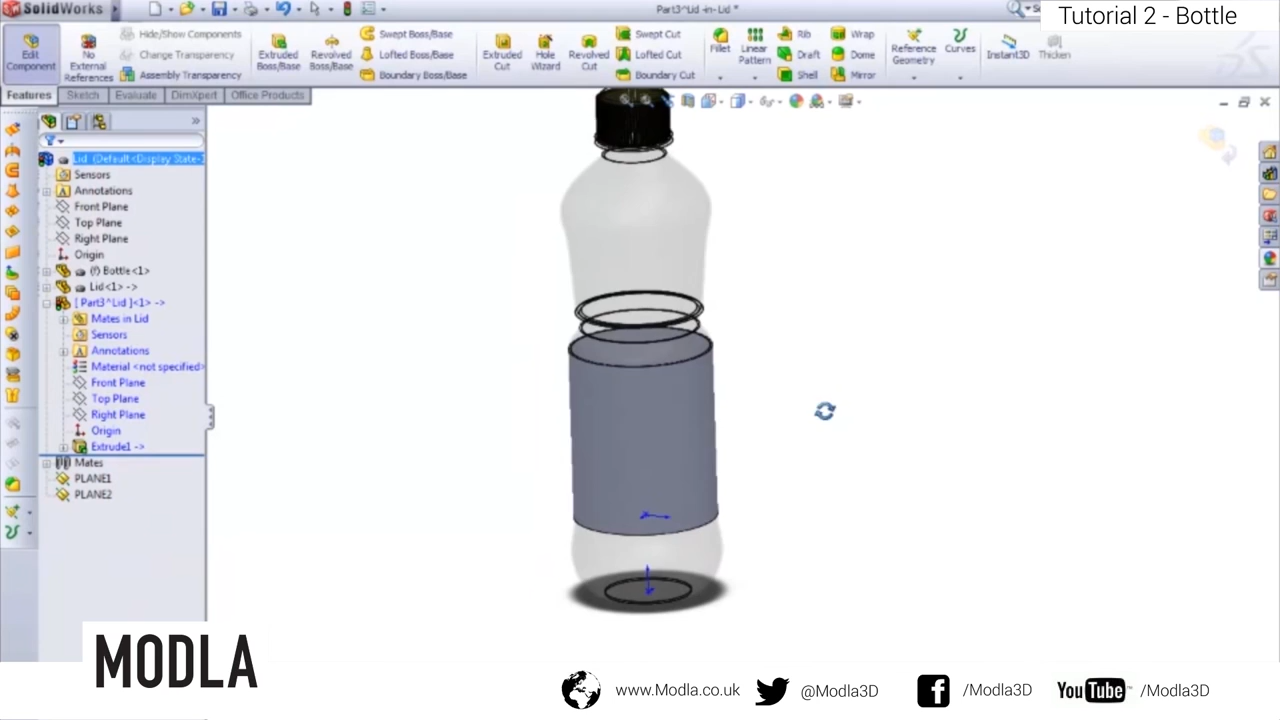 SolidWorks
Part3^Lid -in-Lid *
Tutorial 2 - Bottle
Edit Component
No External References
Hide/Show Components
Change Transparency
Assembly Transparency
Extruded Boss/Base
Revolved Boss/Base
Swept Boss/Base
Lofted Boss/Base
Boundary Boss/Base
Extruded Cut
Hole Wizard
Revolved Cut
Swept Cut
Lofted Cut
Boundary Cut
Fillet
Linear Pattern
Rib
Draft
Shell
Wrap
Dome
Mirror
Reference Geometry
Curves
Instant3D
Thicken
Features
Sketch
Evaluate
DimXpert
Office Products
Lid (Default<Display State-1
Sensors
Annotations
Front Plane
Top Plane
Right Plane
Origin
(f) Bottle<1>
Lid<1> ->
[ Part3^Lid ]<1> ->
Mates in Lid
Sensors
Annotations
Material <not specified>
Front Plane
Top Plane
Right Plane
Origin
Extrude1 ->
Mates
PLANE1
PLANE2
MODLA
www.Modla.co.uk
@Modla3D
/Modla3D
YouTube
/Modla3D